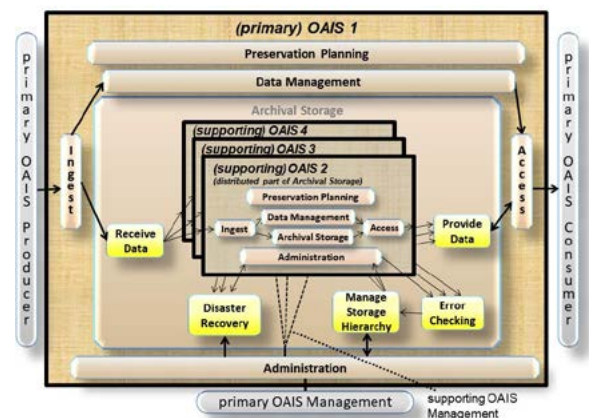 (primary) OAIS 1
Preservation Planning
Data Management
Archival Storage
(supporting) OAIS 4
(supporting) OAIS 3
(supporting) OAIS 2
(distributed part of Archival Storage)
Preservation Planning
Data Management
Ingest
Access
Archival Storage
Administration
primary OAIS Producer
Ingest
Receive
Data
Provide
Data
Access
primary OAIS Consumer
Disaster
Recovery
Manage
Storage
Hierarchy
Error
Checking
Administration
primary OAIS Management
supporting OAIS
Management